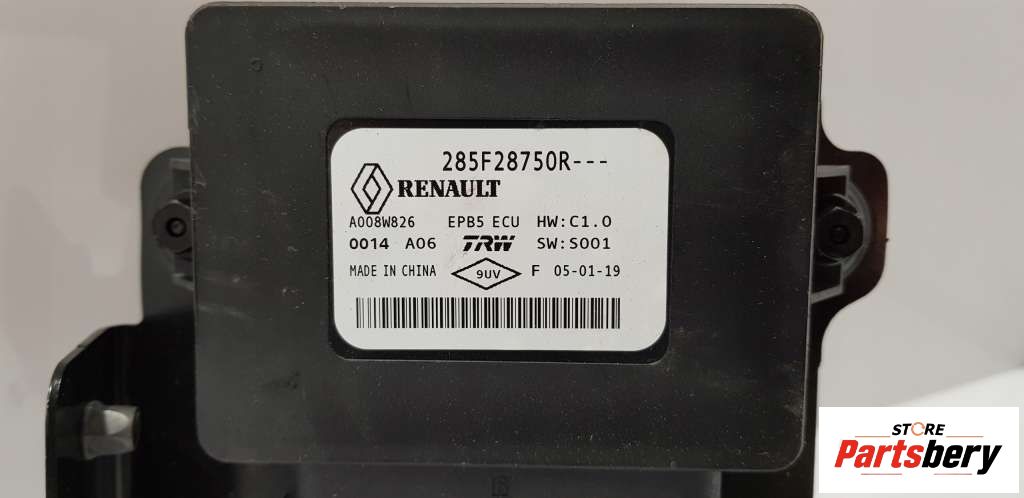 285F28750R---
RENAULT
A008W826 EPB5 ECU HW:C1.0
0014 A06 TRW SW:S001
MADE IN CHINA 9UV F 05-01-19
STORE
Partsbery